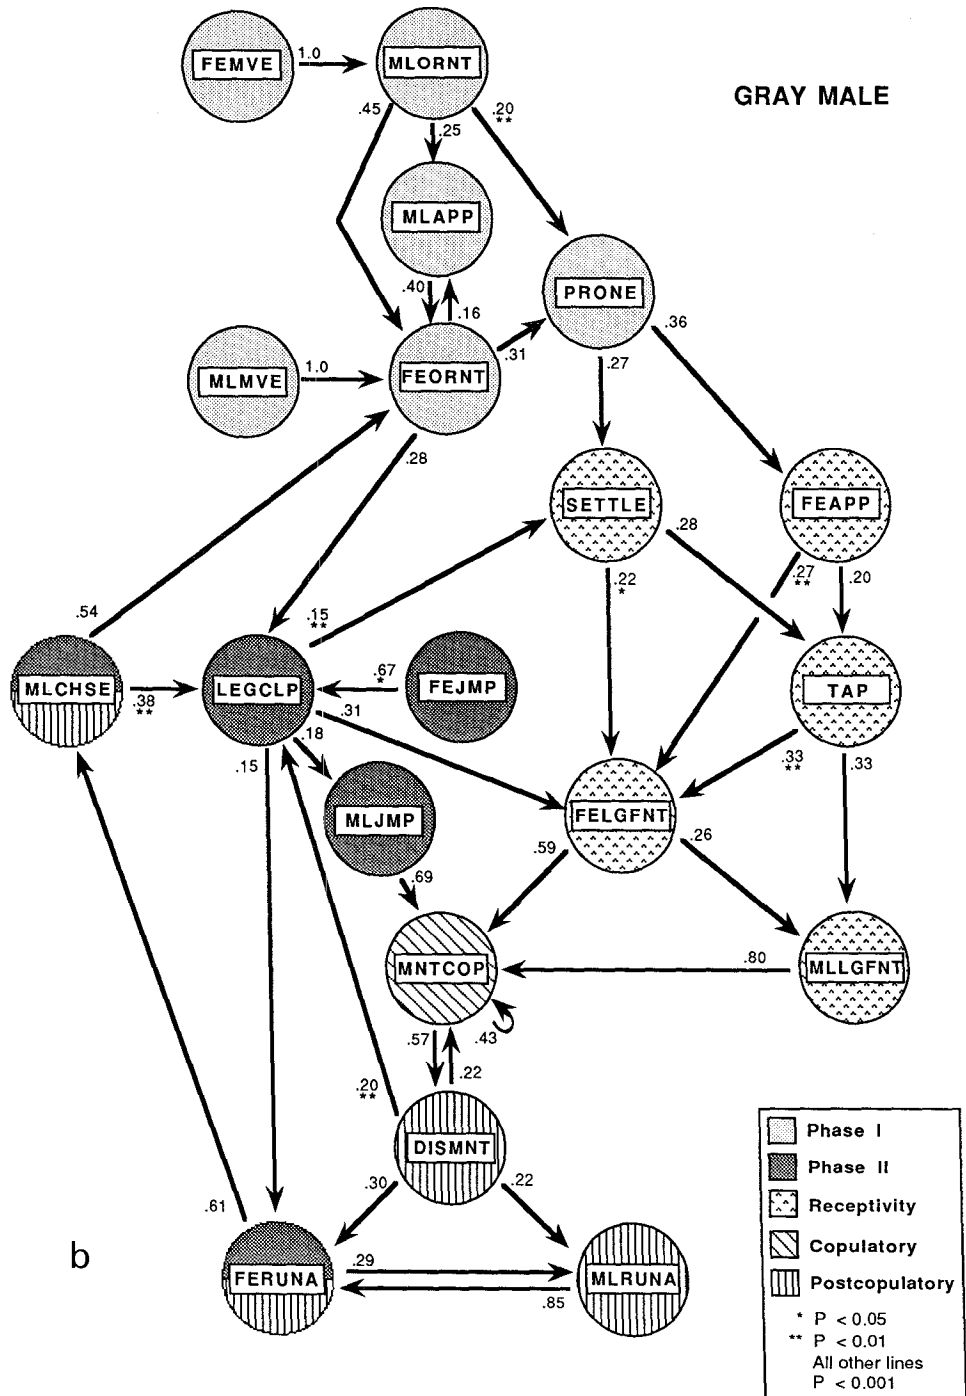 FEMVE
1.0
MLORNT
GRAY MALE
.45
.25
.20
**
MLAPP
.40
.16
PRONE
MLMVE
1.0
FEORNT
.31
.36
.27
.28
SETTLE
.28
FEAPP
.27
**
.20
.22
*
.54
.15
**
MLCHSE
.38
**
LEGCLP
.67
*
FEJMP
TAP
.31
.18
.15
.33
**
.33
MLJMP
FELGFNT
.59
.26
.69
MNTCOP
.80
MLLGFNT
.43
.57
.22
.20
**
DISMNT
.30
.22
.61
b
FERUNA
.29
.85
MLRUNA
Phase I
Phase II
Receptivity
Copulatory
Postcopulatory
* P < 0.05
** P < 0.01
All other lines
P < 0.001